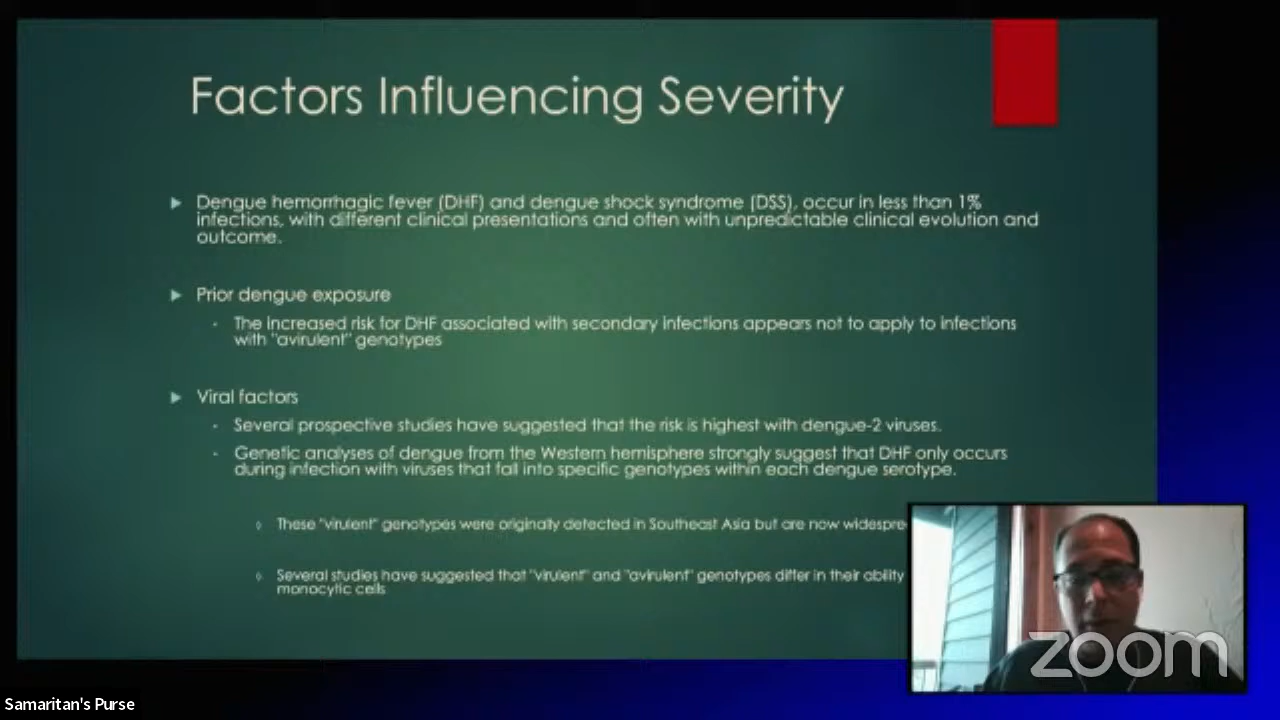 Factors Influencing Severity
Dengue hemorrhagic fever (DHF) and dengue shock syndrome (DSS), occur in less than 1%
infections, with different clinical presentations and often with unpredictable clinical evolution and
outcome.
Prior dengue exposure
The increased risk for DHF associated with secondary infections appears not to apply to infections
with "avirulent" genotypes
Viral factors
Several prospective studies have suggested that the risk is highest with dengue-2 viruses.
Genetic analyses of dengue from the Western hemisphere strongly suggest that DHF only occurs
during infection with viruses that fall into specific genotypes within each dengue serotype.
These "virulent" genotypes were originally detected in Southeast Asia but are now widespre
Several studies have suggested that "virulent" and "avirulent" genotypes differ in their ability
monocytic cells
zoom
Samaritan's Purse